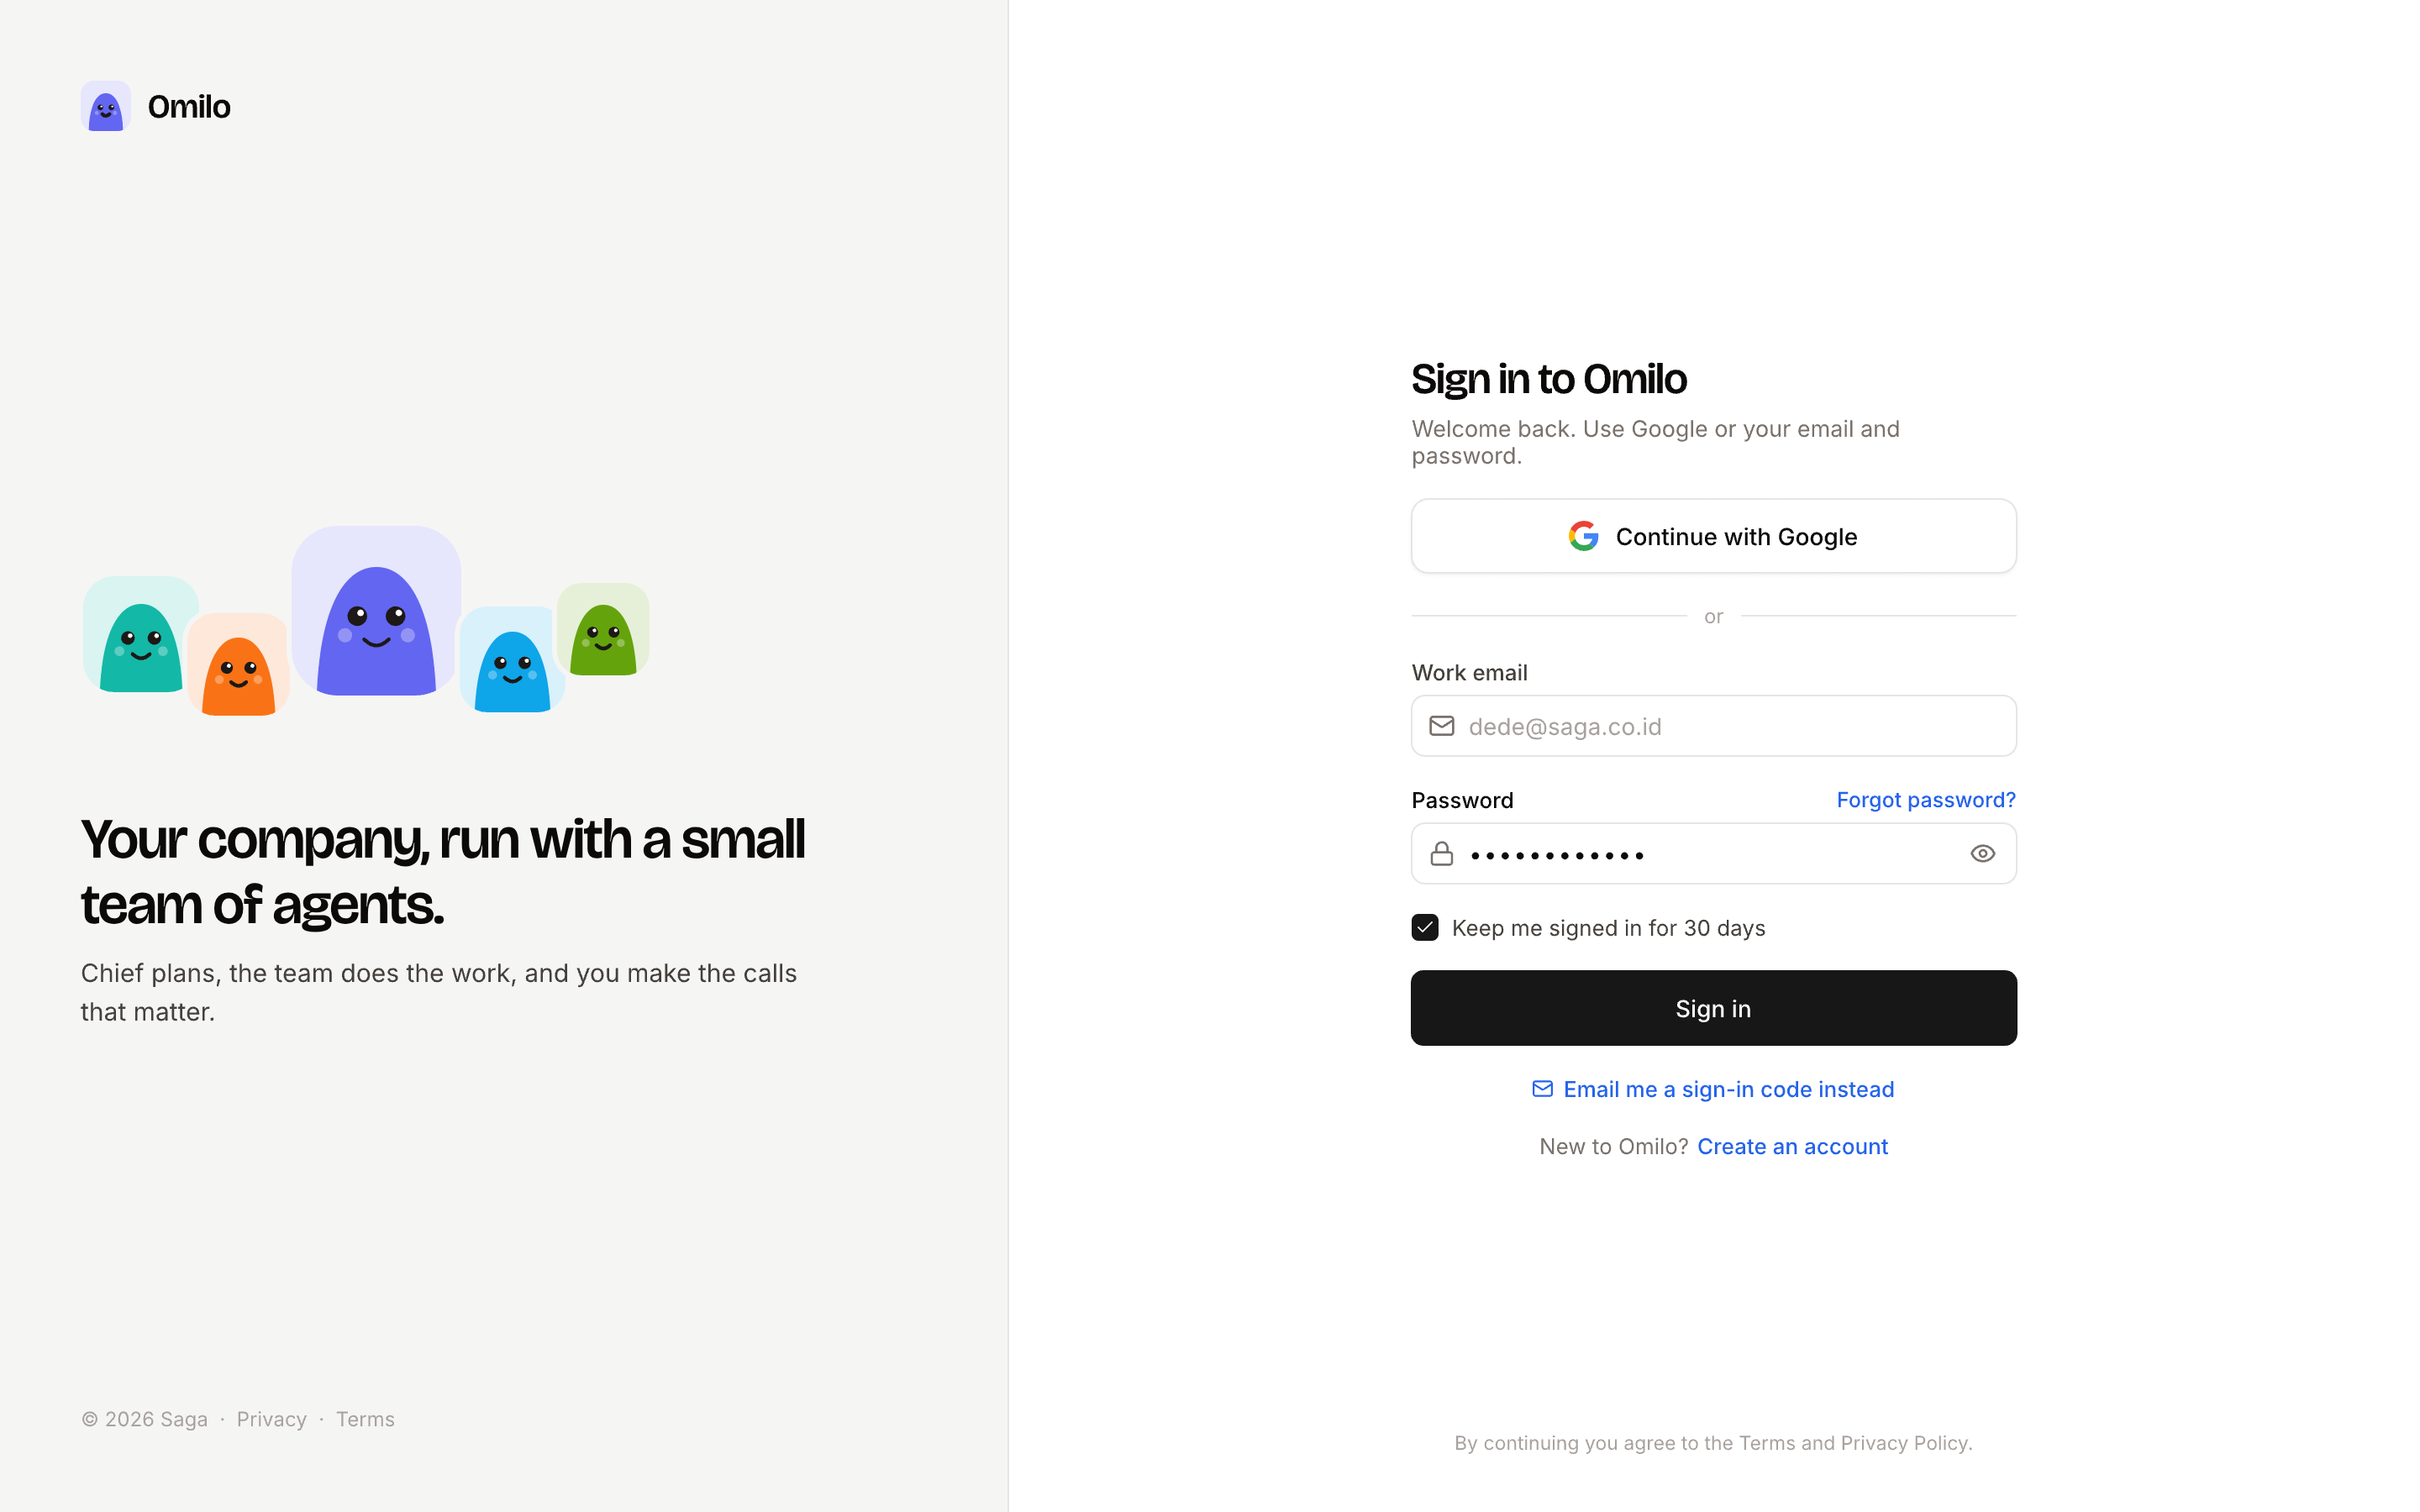 Omilo
Your company, run with a small
team of agents.
Chief plans, the team does the work, and you make the calls
that matter.
© 2026 Saga · Privacy · Terms
Sign in to Omilo
Welcome back. Use Google or your email and
password.
Continue with Google
or
Work email
dede@saga.co.id
Password Forgot password?
••••••••••••
Keep me signed in for 30 days
Sign in
Email me a sign-in code instead
New to Omilo? Create an account
By continuing you agree to the Terms and Privacy Policy.